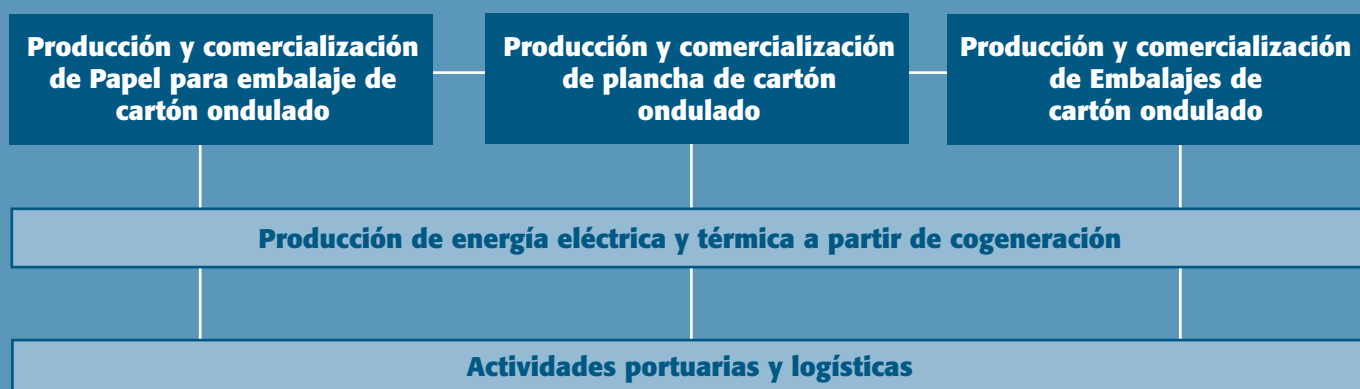 Producción y comercialización
de Papel para embalaje de
cartón ondulado
Producción y comercialización
de plancha de cartón
ondulado
Producción y comercialización
de Embalajes de
cartón ondulado
Producción de energía eléctrica y térmica a partir de cogeneración
Actividades portuarias y logísticas